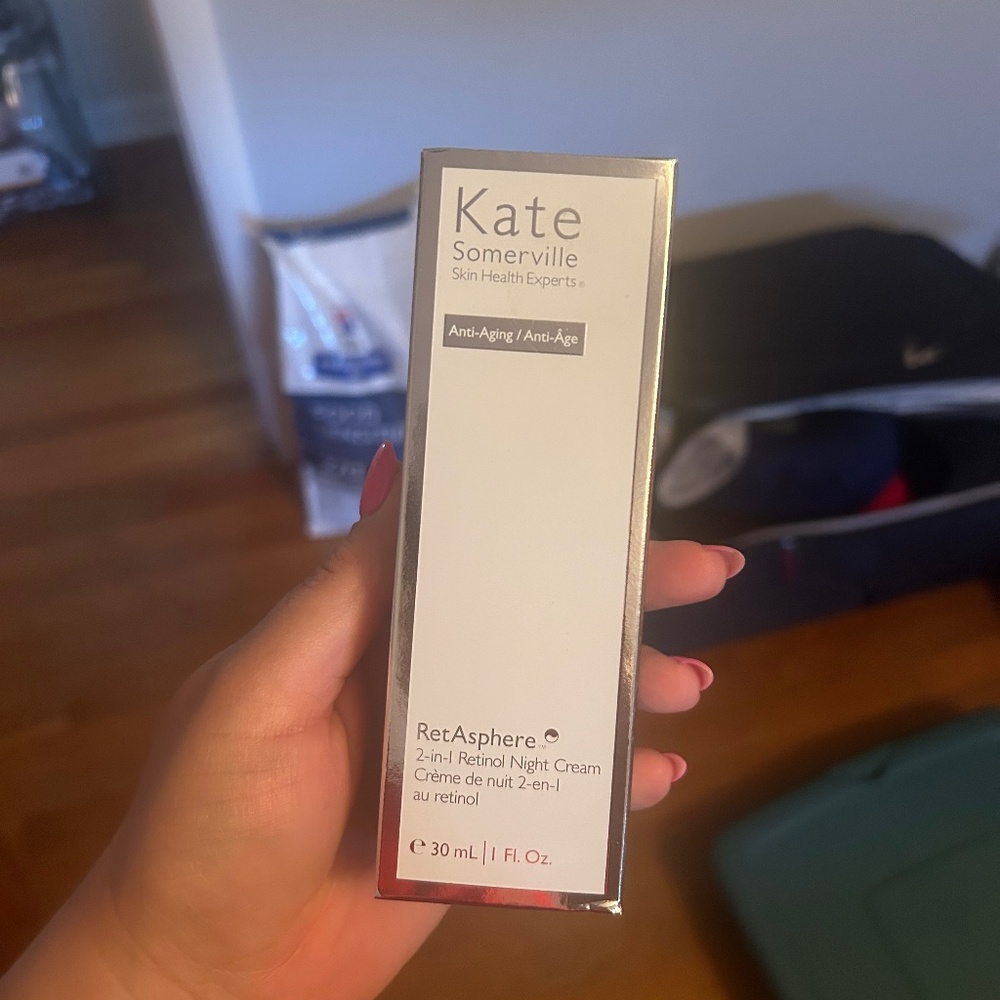 Kate
Somerville
Skin Health Experts®
Anti-Aging / Anti-Âge
RetAsphere™
2-in-1 Retinol Night Cream
Crème de nuit 2-en-1
au retinol
℮ 30 mL | 1 Fl. Oz.